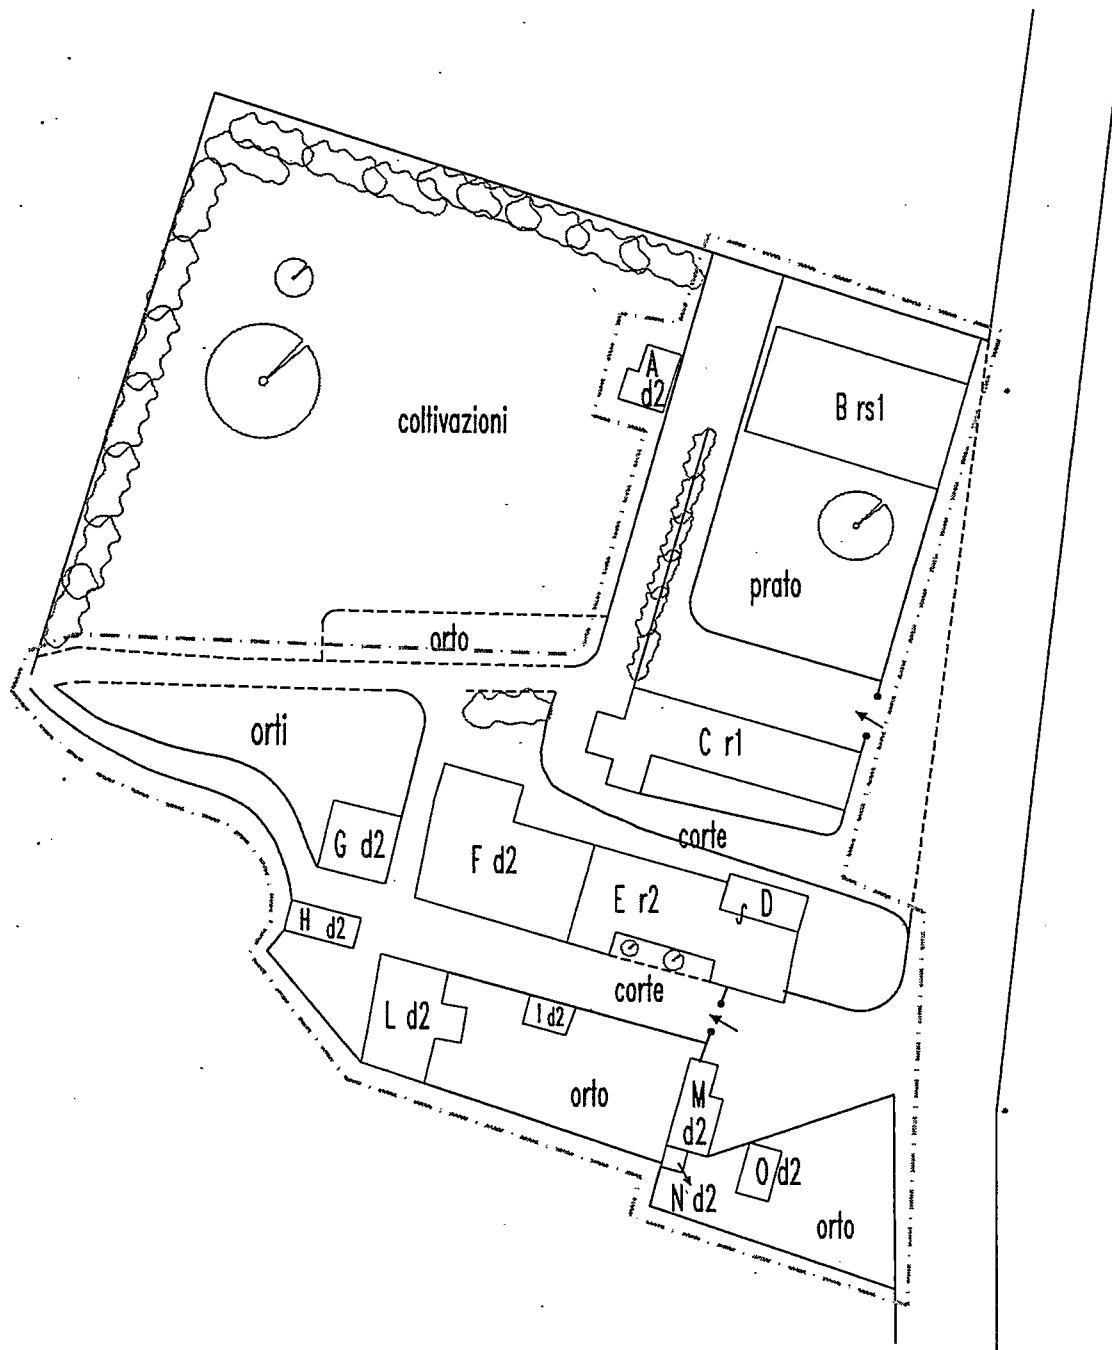 A
d2
B rs1
coltivazioni
prato
orto
orti
C r1
corte
G d2
F d2
E r2
D
H d2
corte
L d2
I d2
orto
M
d2
O d2
N d2
orto